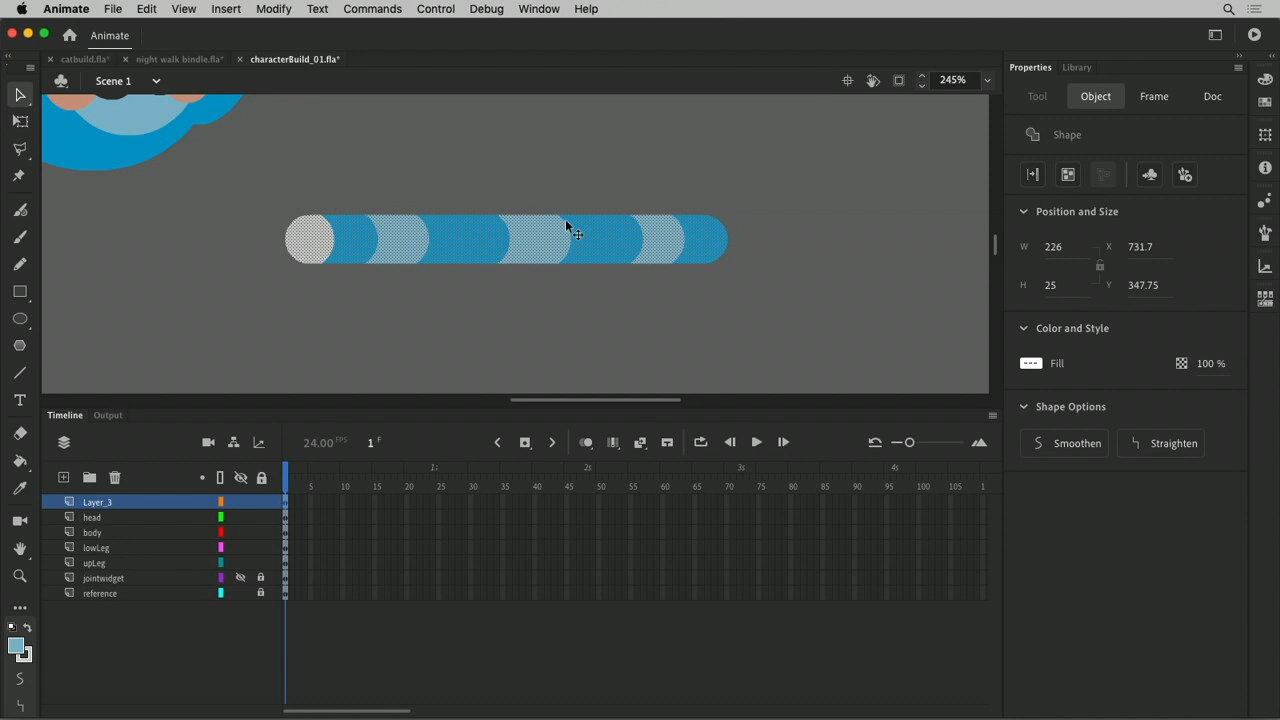 Animate File Edit View Insert Modify Text Commands Control Debug Window Help
Animate
catbuild.fla* night walk bindle.fla* characterBuild_01.fla*
Scene 1 245%
Properties Library
Tool Object Frame Doc
Shape
Position and Size
W 226 X 731.7
H 25 Y 347.75
Color and Style
Fill 100 %
Shape Options
Smoothen Straighten
Timeline Output
24.00 FPS 1 F
1s 2s 3s 4s
5 10 15 20 25 30 35 40 45 50 55 60 65 70 75 80 85 90 95 100 105 1
Layer_3
head
body
lowLeg
upLeg
jointwidget
reference